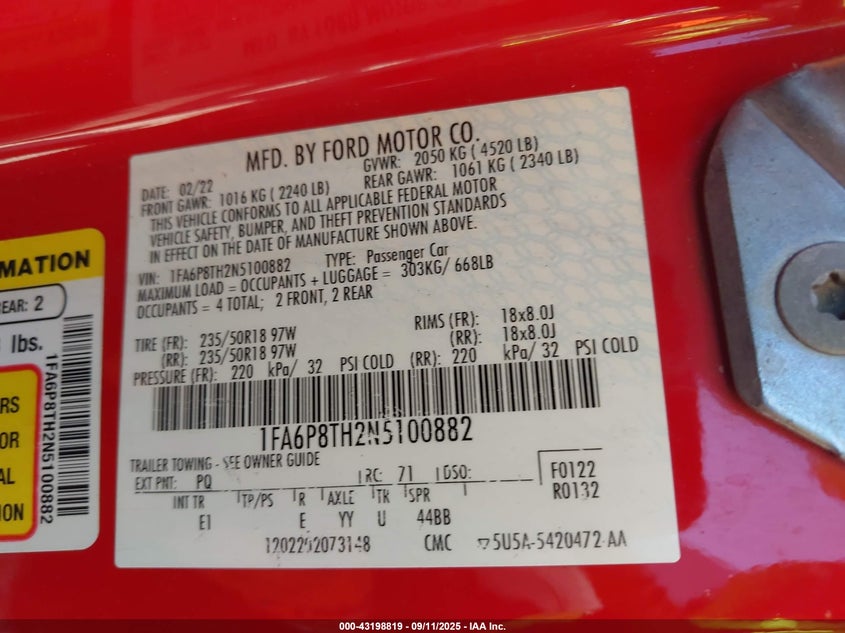 MFD. BY FORD MOTOR CO.
DATE: 02/22
GVWR: 2050 KG ( 4520 LB)
FRONT GAWR: 1016 KG ( 2240 LB)
REAR GAWR: 1061 KG ( 2340 LB)
THIS VEHICLE CONFORMS TO ALL APPLICABLE FEDERAL MOTOR
VEHICLE SAFETY, BUMPER, AND THEFT PREVENTION STANDARDS
IN EFFECT ON THE DATE OF MANUFACTURE SHOWN ABOVE.
VIN: 1FA6P8TH2N5100882 TYPE: Passenger Car
MAXIMUM LOAD = OCCUPANTS + LUGGAGE = 303KG/ 668LB
OCCUPANTS = 4 TOTAL; 2 FRONT, 2 REAR
TIRE (FR): 235/50R18 97W RIMS (FR): 18x8.0J
(RR): 235/50R18 97W (RR): 18x8.0J
PRESSURE (FR): 220 kPa/ 32 PSI COLD (RR): 220 kPa/ 32 PSI COLD
1FA6P8TH2N5100882
TRAILER TOWING - SEE OWNER GUIDE
EXT PNT: PQ RC: 71 DSO: F0122
R0132
INT TR TP/PS R AXLE TR SPR
E1 E YY U 44BB
CMC 5U5A-5420472-AA
MATION
REAR: 2
lbs.
1FA6P8TH2N5100882
RS
OR
AL
ION
000-43198819 - 09/11/2025 - IAA Inc.